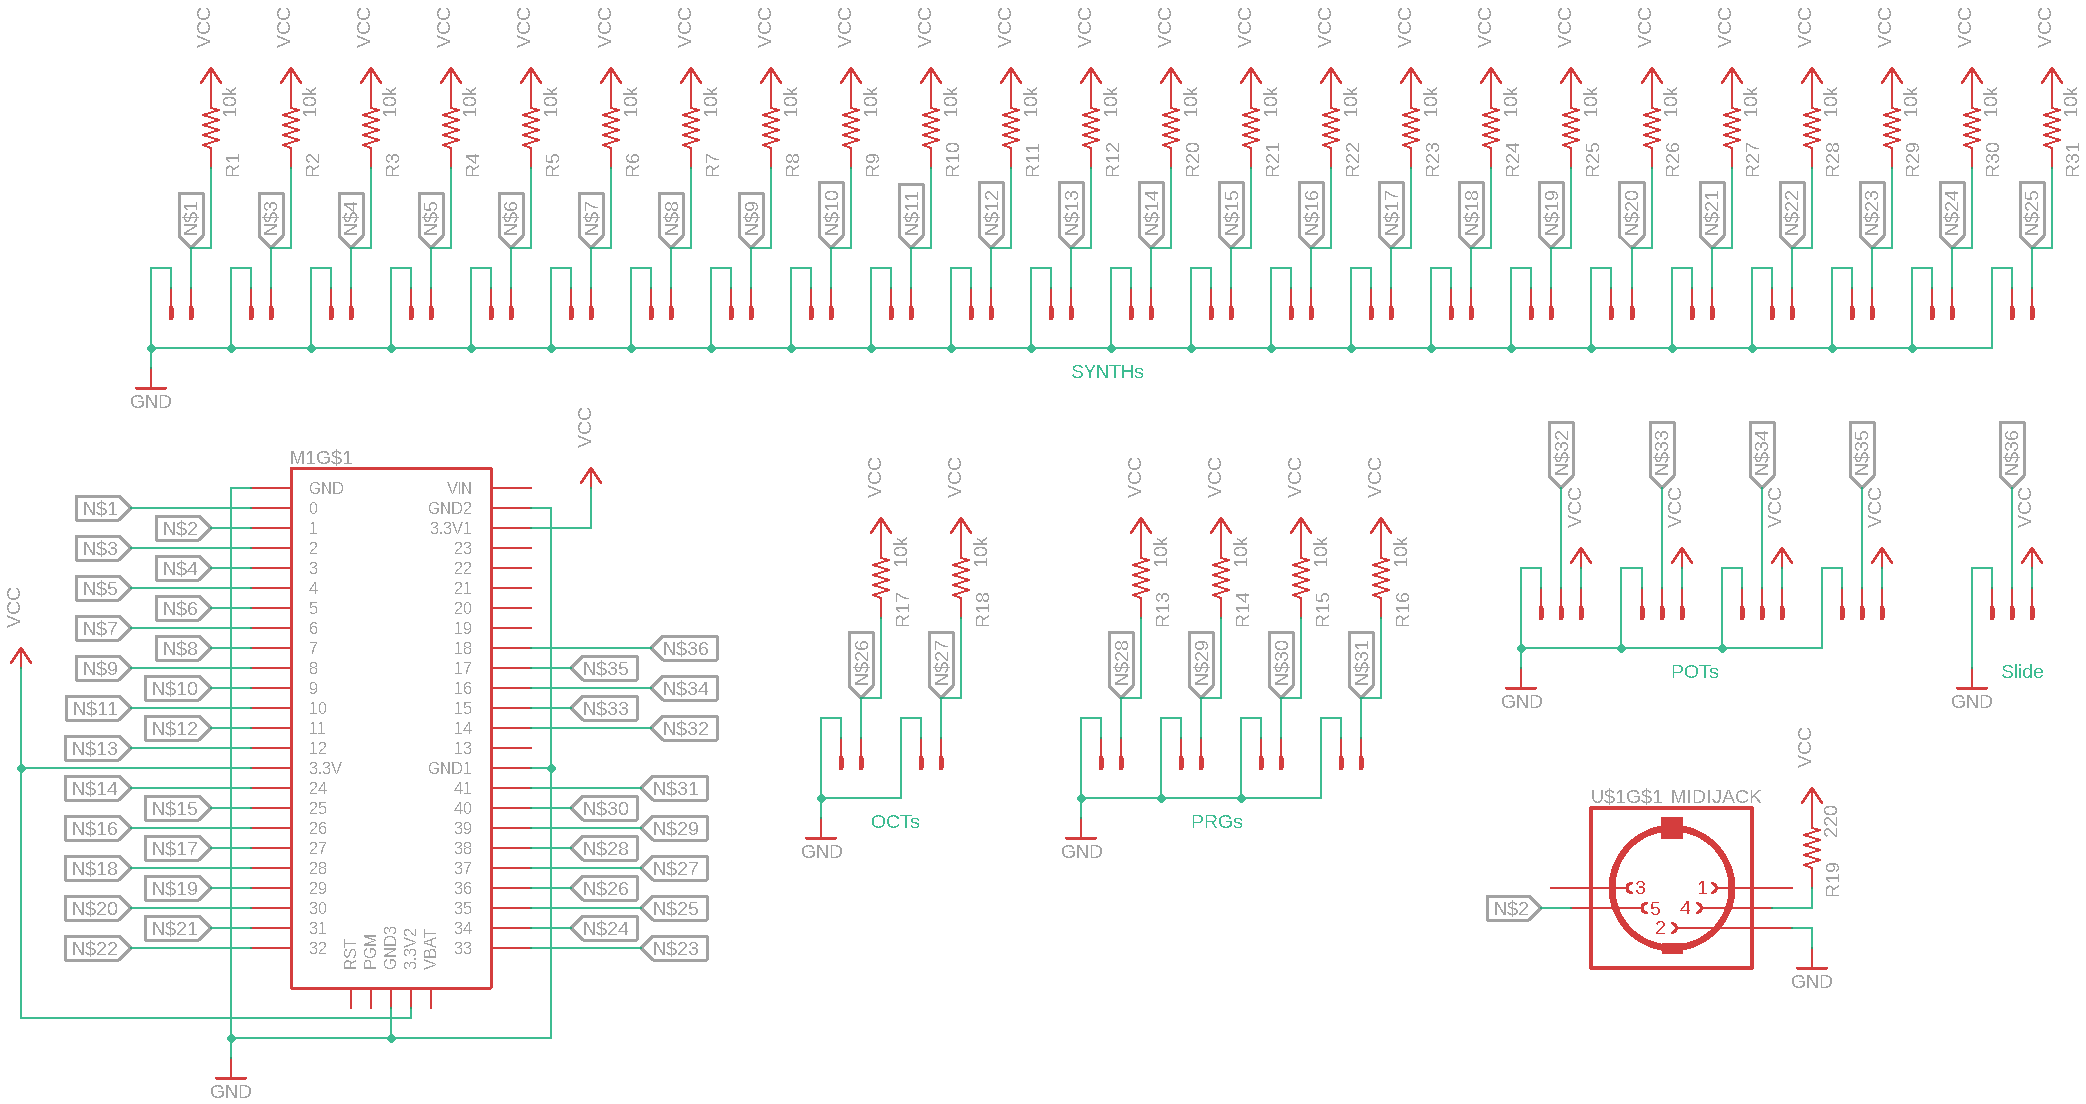 VCC VCC VCC VCC VCC VCC VCC VCC VCC VCC VCC VCC VCC VCC VCC VCC VCC VCC VCC VCC VCC VCC VCC VCC
10k 10k 10k 10k 10k 10k 10k 10k 10k 10k 10k 10k 10k 10k 10k 10k 10k 10k 10k 10k 10k 10k 10k 10k
R1 R2 R3 R4 R5 R6 R7 R8 R9 R10 R11 R12 R20 R21 R22 R23 R24 R25 R26 R27 R28 R29 R30 R31
N$1 N$3 N$4 N$5 N$6 N$7 N$8 N$9 N$10 N$11 N$12 N$13 N$14 N$15 N$16 N$17 N$18 N$19 N$20 N$21 N$22 N$23 N$24 N$25
SYNTHs
GND
VCC
M1G$1
VCC
GND VIN
N$1 0 GND2
N$2 1 3.3V1
N$3 2 23
N$4 3 22
N$5 4 21
N$6 5 20
N$7 6 19
N$8 7 18 N$36
N$9 8 17 N$35
N$10 9 16 N$34
N$11 10 15 N$33
N$12 11 14 N$32
N$13 12 13
3.3V GND1
N$14 24 41 N$31
N$15 25 40 N$30
N$16 26 39 N$29
N$17 27 38 N$28
N$18 28 37 N$27
N$19 29 36 N$26
N$20 30 35 N$25
N$21 31 34 N$24
N$22 32 33 N$23
RST PGM GND3 3.3V2 VBAT
GND
VCC VCC
10k 10k
R17 R18
N$26 N$27
OCTs
GND
VCC VCC VCC VCC
10k 10k 10k 10k
R13 R14 R15 R16
N$28 N$29 N$30 N$31
PRGs
GND
N$32 N$33 N$34 N$35
VCC VCC VCC VCC
POTs
GND
N$36
VCC
Slide
GND
VCC
U$1G$1 MIDIJACK
220
R19
3 1
N$2 5 4
2
GND